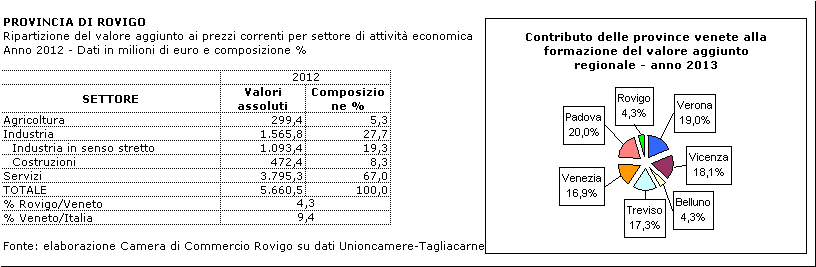 PROVINCIA DI ROVIGO
Ripartizione del valore aggiunto ai prezzi correnti per settore di attività economica
Anno 2012 - Dati in milioni di euro e composizione %
2012
SETTORE Valori assoluti Composizio ne %
Agricoltura 299,4 5,3
Industria 1.565,8 27,7
Industria in senso stretto 1.093,4 19,3
Costruzioni 472,4 8,3
Servizi 3.795,3 67,0
TOTALE 5.660,5 100,0
% Rovigo/Veneto 4,3
% Veneto/Italia 9,4
Fonte: elaborazione Camera di Commercio Rovigo su dati Unioncamere-Tagliacarne
Contributo delle province venete alla
formazione del valore aggiunto
regionale - anno 2013
Rovigo
4,3%
Verona
19,0%
Vicenza
18,1%
Belluno
4,3%
Treviso
17,3%
Venezia
16,9%
Padova
20,0%